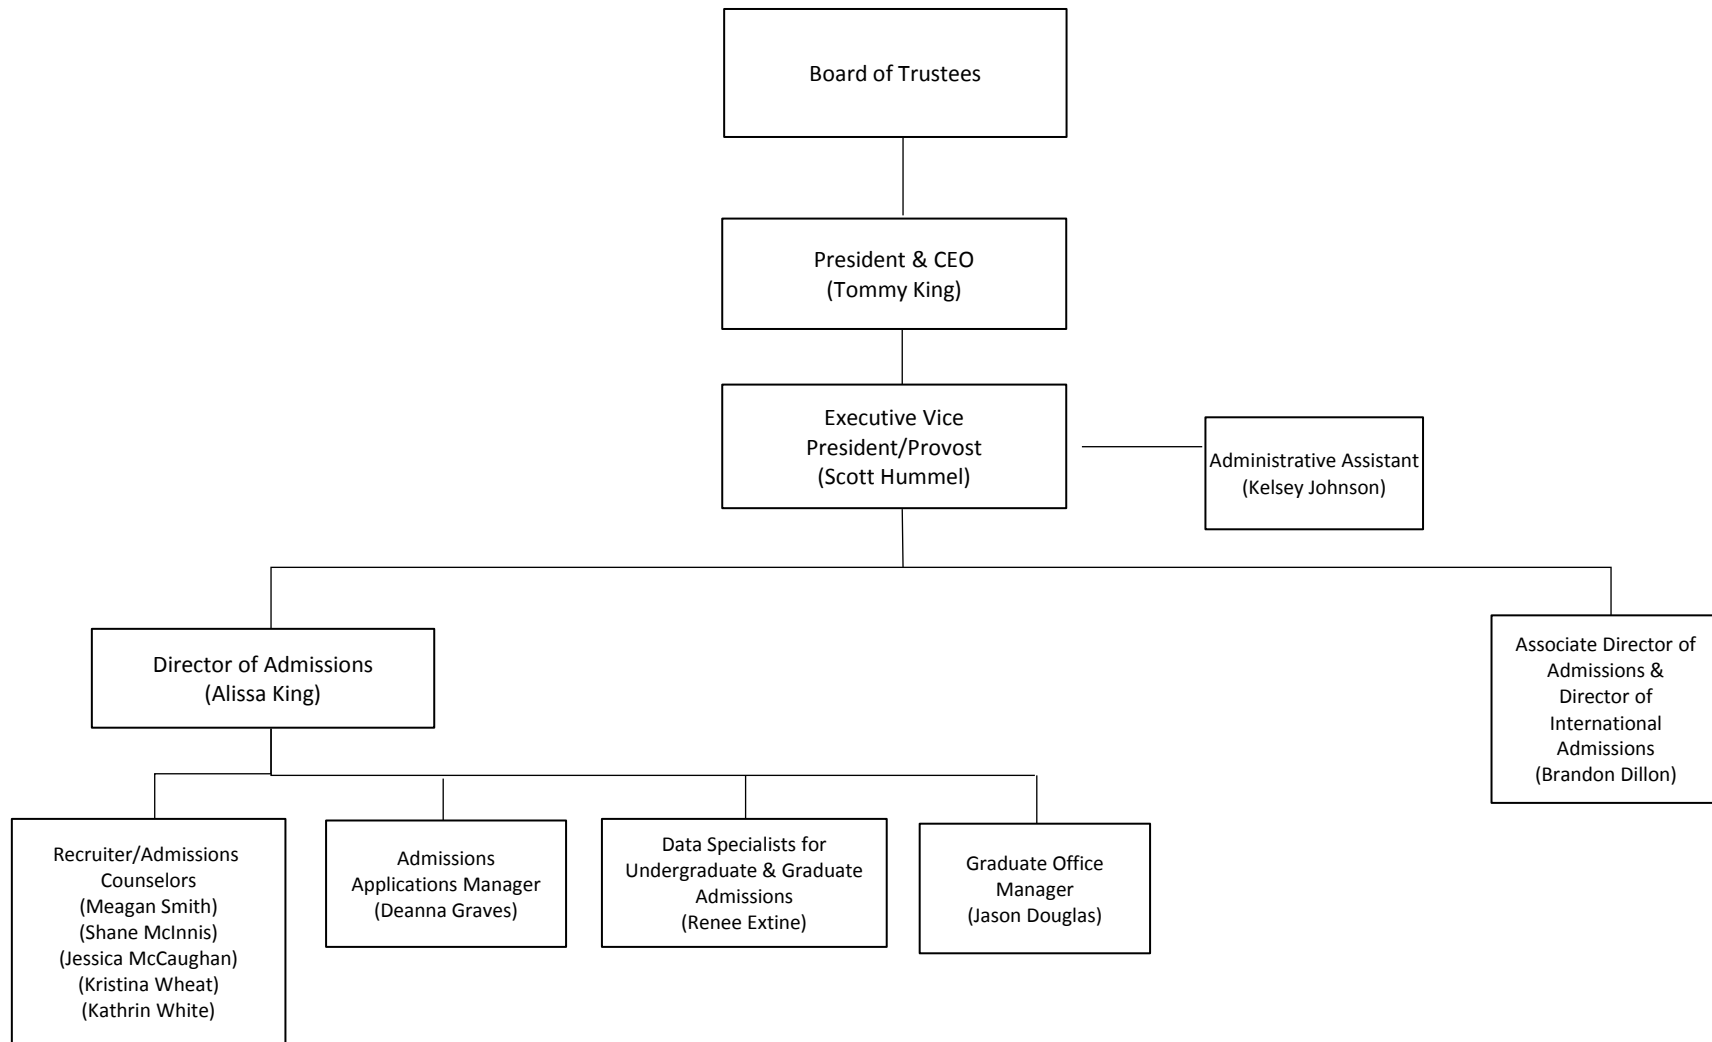 Board of Trustees
President & CEO
(Tommy King)
Executive Vice
President/Provost
(Scott Hummel)
Administrative Assistant
(Kelsey Johnson)
Director of Admissions
(Alissa King)
Associate Director of
Admissions &
Director of
International
Admissions
(Brandon Dillon)
Recruiter/Admissions
Counselors
(Meagan Smith)
(Shane McInnis)
(Jessica McCaughan)
(Kristina Wheat)
(Kathrin White)
Admissions
Applications Manager
(Deanna Graves)
Data Specialists for
Undergraduate & Graduate
Admissions
(Renee Extine)
Graduate Office
Manager
(Jason Douglas)